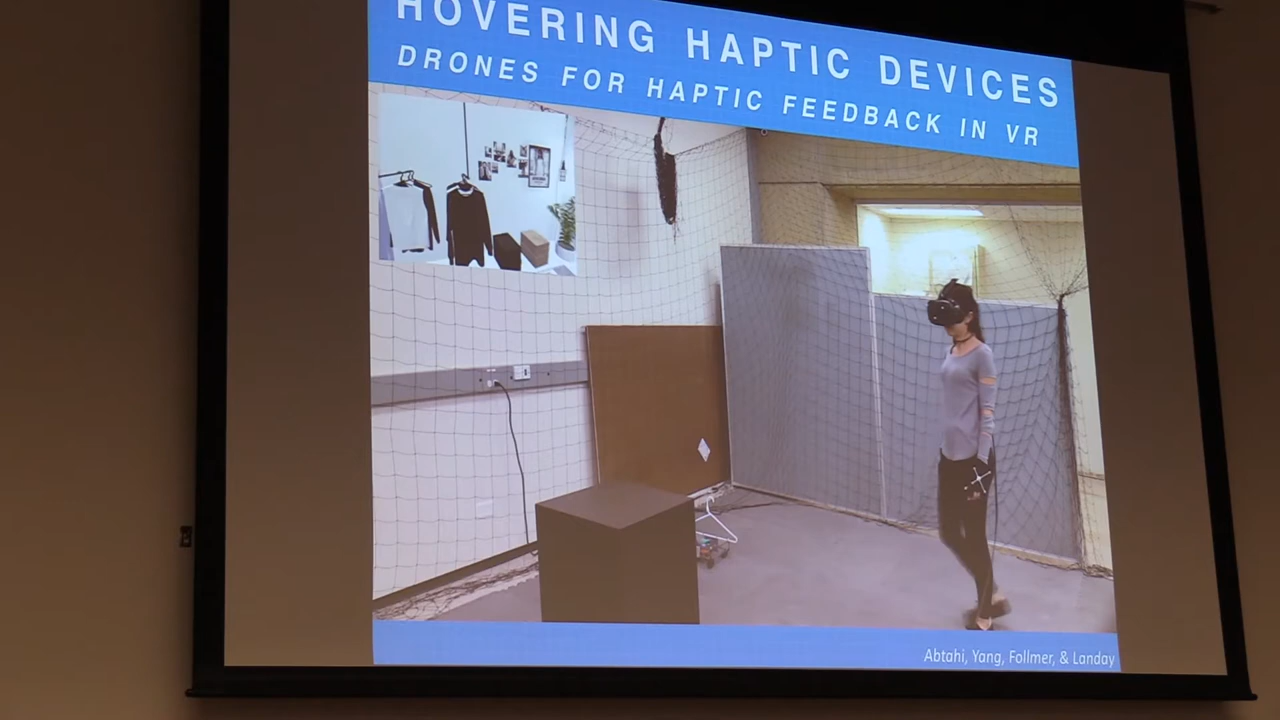 HOVERING HAPTIC DEVICES
DRONES FOR HAPTIC FEEDBACK IN VR
Abtahi, Yang, Follmer, & Landay